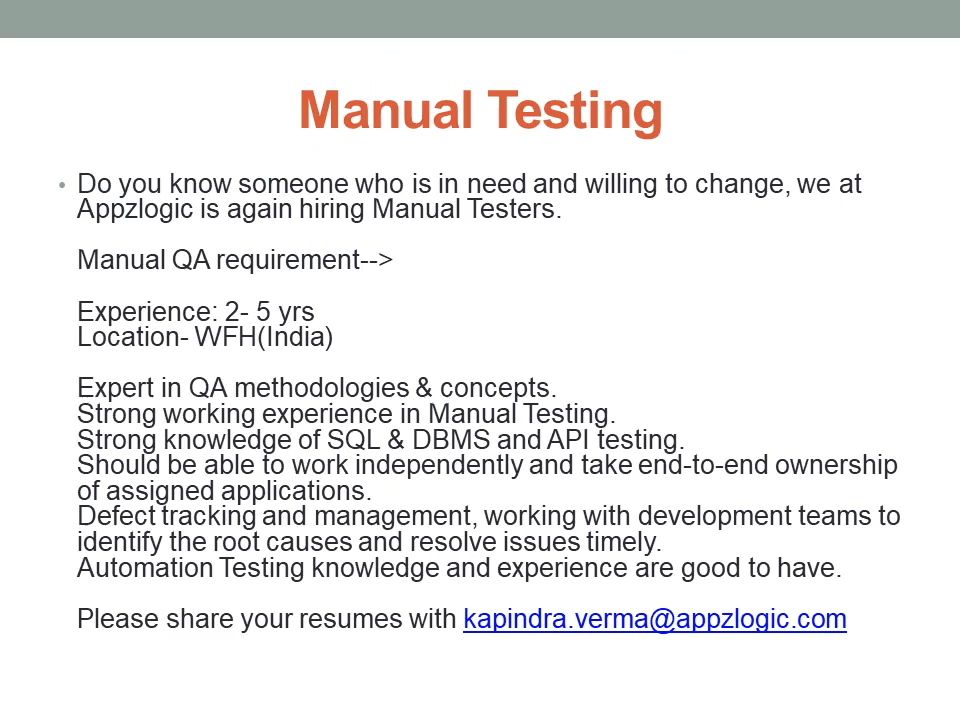 Manual Testing
• Do you know someone who is in need and willing to change, we at
Appzlogic is again hiring Manual Testers.
Manual QA requirement-->
Experience: 2- 5 yrs
Location- WFH(India)
Expert in QA methodologies & concepts.
Strong working experience in Manual Testing.
Strong knowledge of SQL & DBMS and API testing.
Should be able to work independently and take end-to-end ownership
of assigned applications.
Defect tracking and management, working with development teams to
identify the root causes and resolve issues timely.
Automation Testing knowledge and experience are good to have.
Please share your resumes with kapindra.verma@appzlogic.com